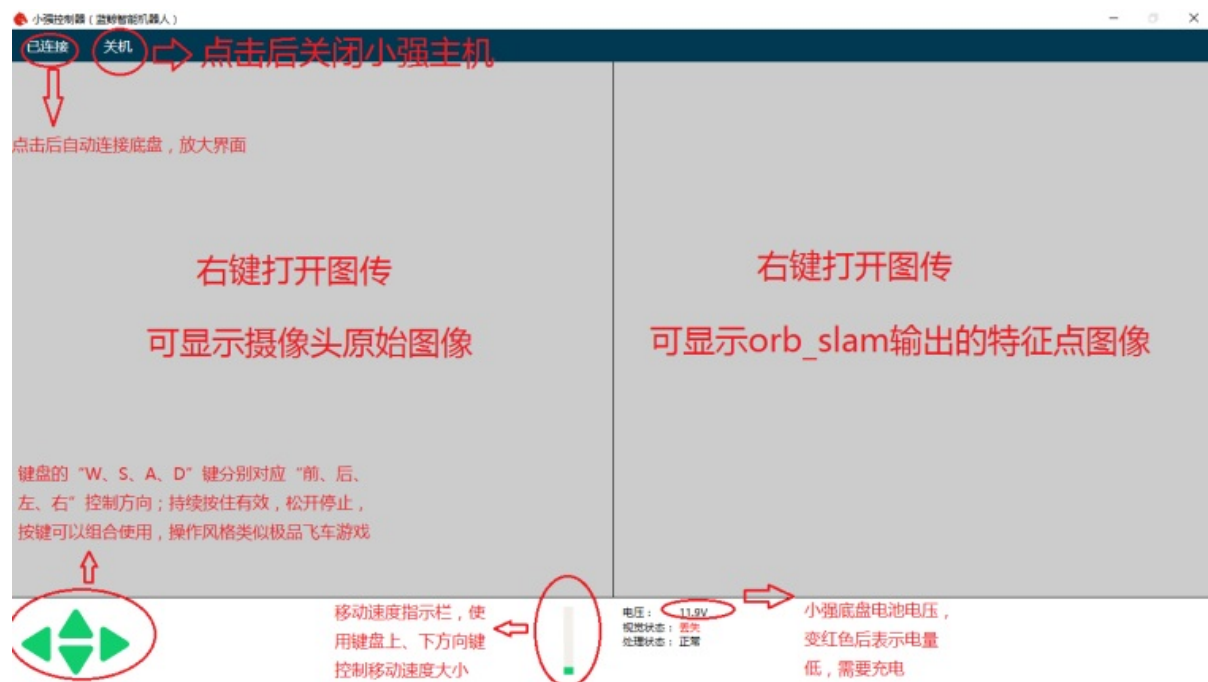 小强控制器（蓝鲸智能机器人）
已连接
关机
点击后关闭小强主机
点击后自动连接底盘，放大界面
右键打开图传
可显示摄像头原始图像
右键打开图传
可显示orb_slam输出的特征点图像
键盘的“W、S、A、D”键分别对应“前、后、
左、右”控制方向；持续按住有效，松开停止，
按键可以组合使用，操作风格类似极品飞车游戏
移动速度指示栏，使
用键盘上、下方向键
控制移动速度大小
电压： 11.9V
视觉状态： 丢失
处理状态： 正常
小强底盘电池电压，
变红色后表示电量
低，需要充电